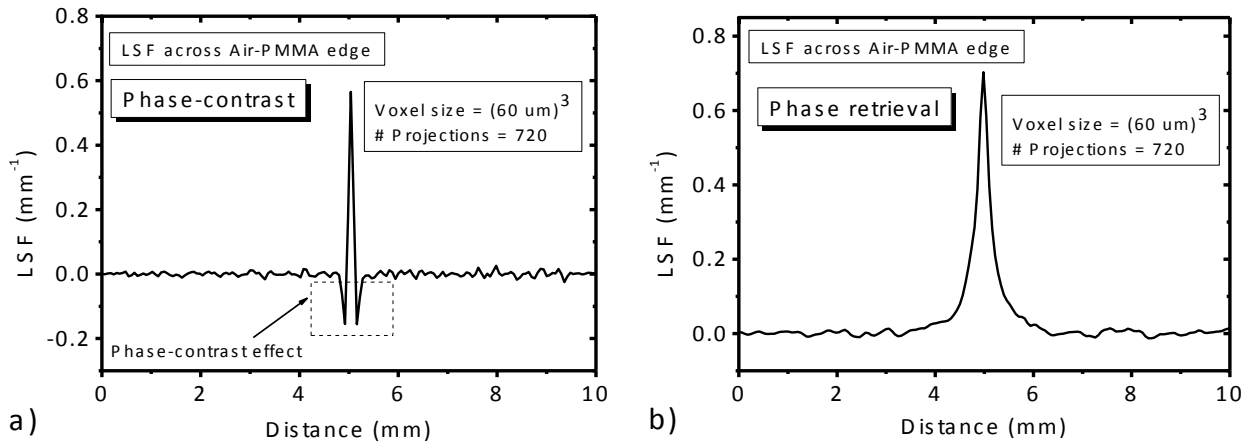 LSF across Air-PMMA edge
Phase-contrast
Voxel size = (60 um)³
# Projections = 720
Phase-contrast effect
LSF (mm⁻¹)
0.8
0.6
0.4
0.2
0.0
-0.2
0 2 4 6 8 10
Distance (mm)
a)
LSF across Air-PMMA edge
Phase retrieval
Voxel size = (60 um)³
# Projections = 720
LSF (mm⁻¹)
0.8
0.6
0.4
0.2
0.0
0 2 4 6 8 10
Distance (mm)
b)